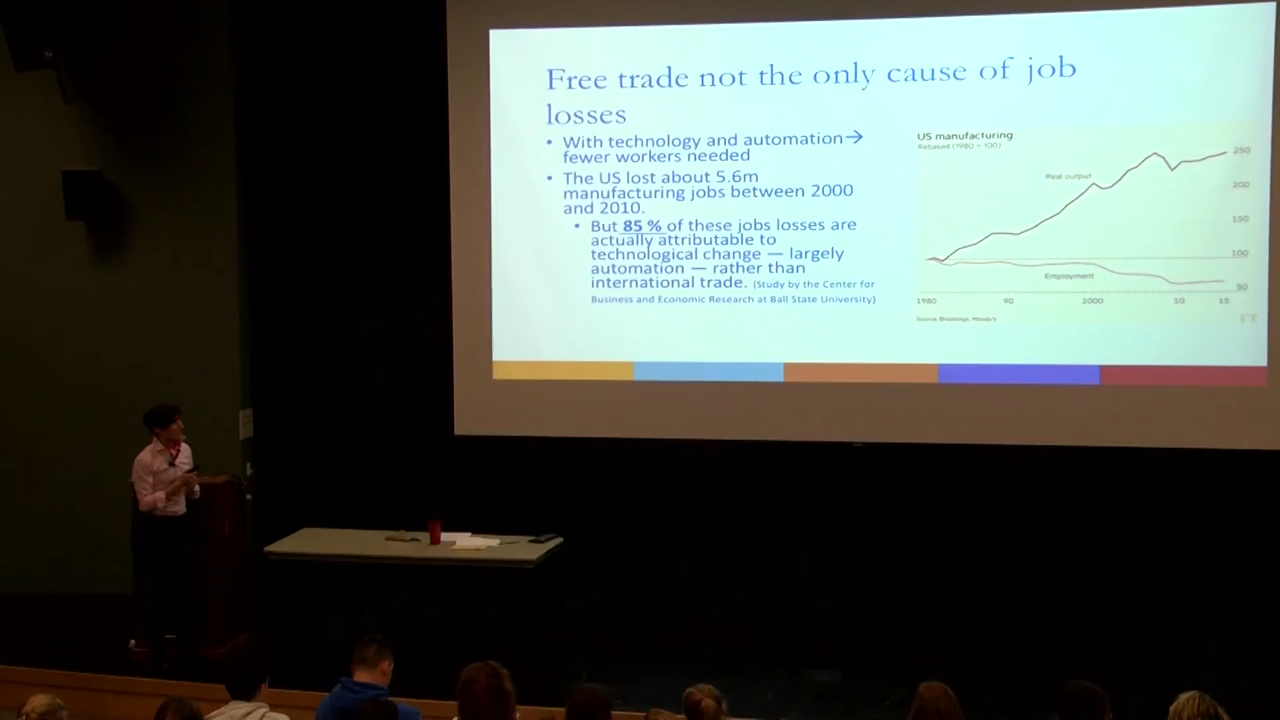 Free trade not the only cause of job
losses
• With technology and automation→
fewer workers needed
• The US lost about 5.6m
manufacturing jobs between 2000
and 2010.
• But 85 % of these jobs losses are
actually attributable to
technological change — largely
automation — rather than
international trade. (Study by the Center for
Business and Economic Research at Ball State University)
US manufacturing
Rebased (1980 = 100)
Real output
Employment
250
200
150
100
50
1980 90 2000 10 15
Source: Brookings, Moody's
FT